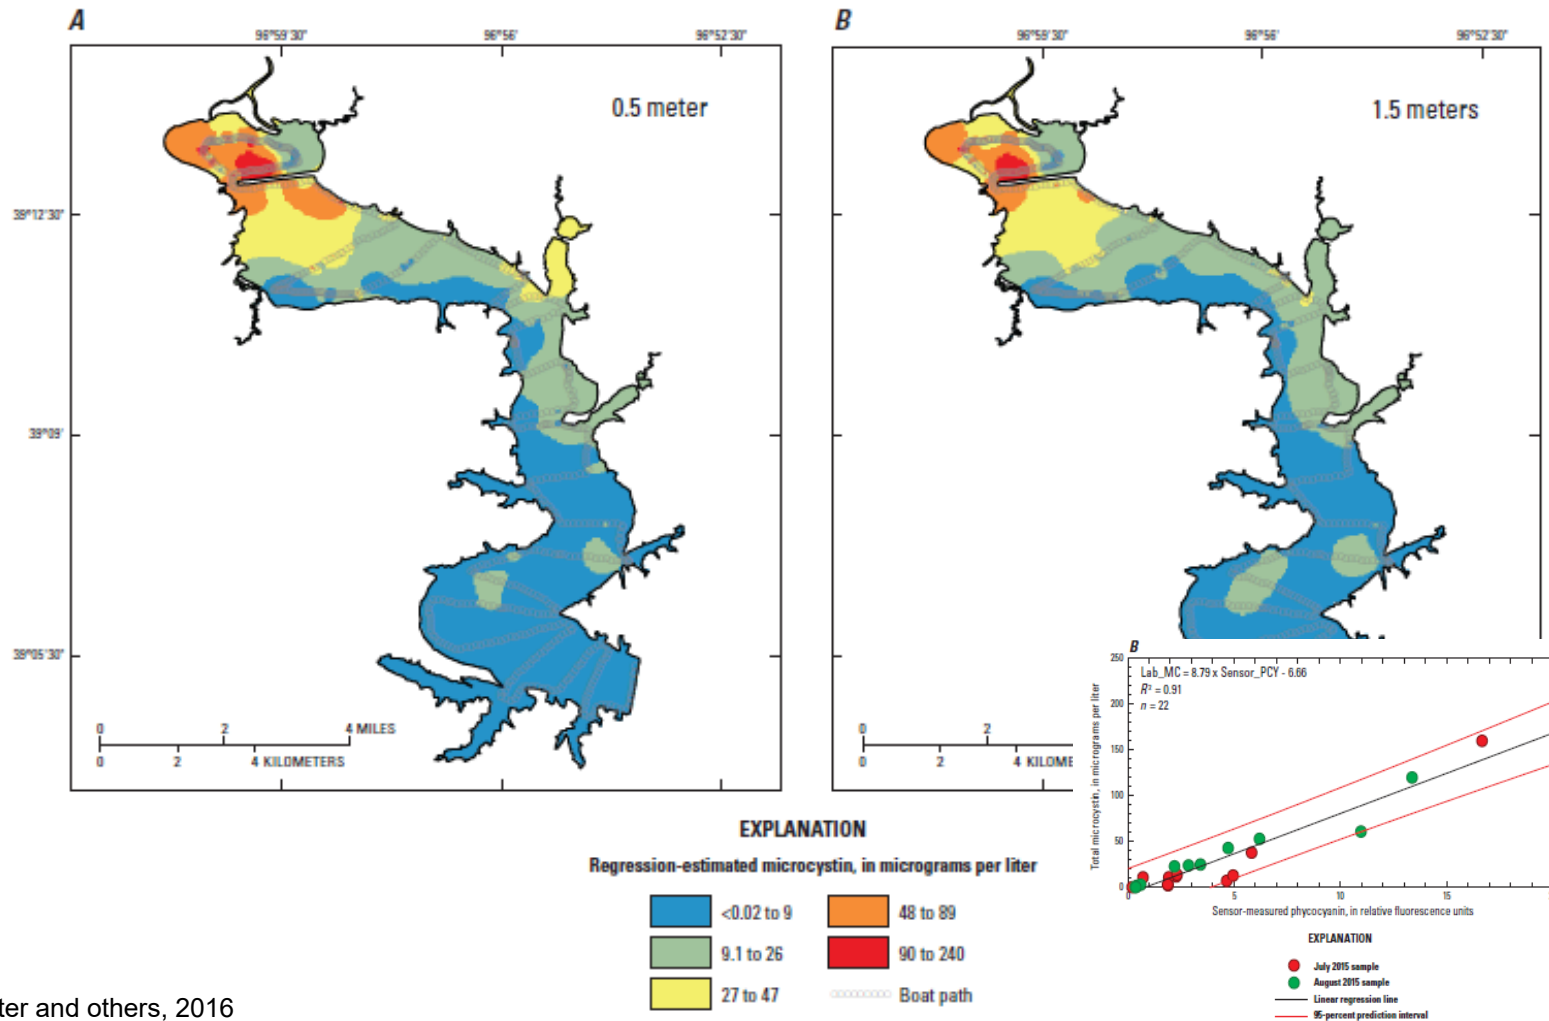 A
96°59'30" 96°56' 96°52'30"
0.5 meter
39°12'30"
39°09'
39°05'30"
0 2 4 MILES
0 2 4 KILOMETERS
B
96°59'30" 96°56' 96°52'30"
1.5 meters
0 2
0 2 4 KILOME
B
Lab_MC = 8.79 x Sensor_PCY - 6.66
R² = 0.91
n = 22
Total microcystin, in micrograms per liter
250
200
150
100
50
0
0 5 10 15
Sensor-measured phycocyanin, in relative fluorescence units
EXPLANATION
July 2015 sample
August 2015 sample
Linear regression line
95-percent prediction interval
EXPLANATION
Regression-estimated microcystin, in micrograms per liter
<0.02 to 9
9.1 to 26
27 to 47
48 to 89
90 to 240
Boat path
ter and others, 2016